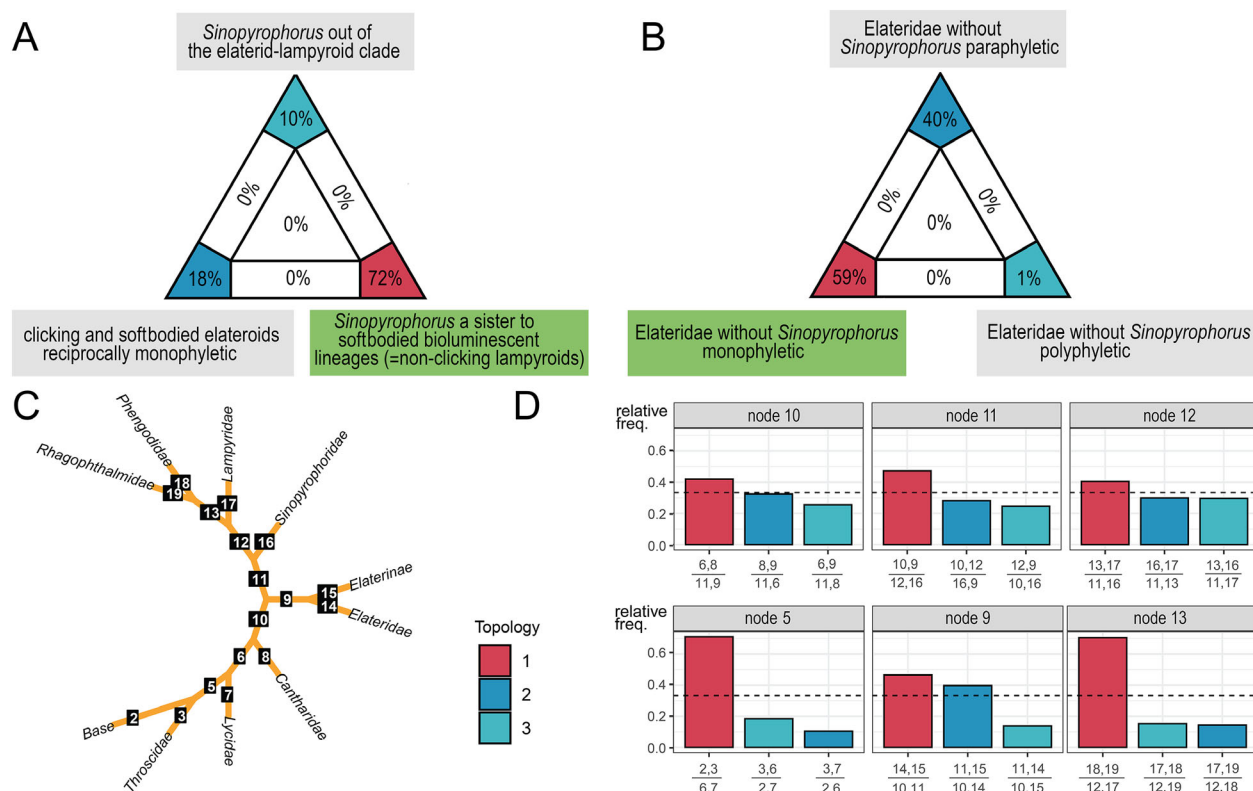 A
Sinopyrophorus out of
the elaterid-lampyroid clade
10%
0%
0%
0%
18%
0%
72%
clicking and softbodied elateroids
reciprocally monophyletic
Sinopyrophorus a sister to
softbodied bioluminescent
lineages (=non-clicking lampyroids)
B
Elateridae without
Sinopyrophorus paraphyletic
40%
0%
0%
0%
59%
0%
1%
Elateridae without Sinopyrophorus
monophyletic
Elateridae without Sinopyrophorus
polyphyletic
C
Phengodidae
Lampyridae
Rhagophthalmidae
Sinopyrophoridae
18
19
17
13
12
16
11
Elaterinae
15
9
14
Elateridae
10
6
8
5
7
Cantharidae
Base
2
3
Throscidae
Lycidae
Topology
1
2
3
D
relative
freq.
node 10
node 11
node 12
0.6
0.4
0.2
0.0
6,8
11,9
8,9
11,6
6,9
11,8
10,9
12,16
10,12
16,9
12,9
10,16
13,17
11,16
16,17
11,13
13,16
11,17
relative
freq.
node 5
node 9
node 13
0.6
0.4
0.2
0.0
2,3
6,7
3,6
2,7
3,7
2,6
14,15
10,11
11,15
10,14
11,14
10,15
18,19
12,17
17,18
12,19
17,19
12,18